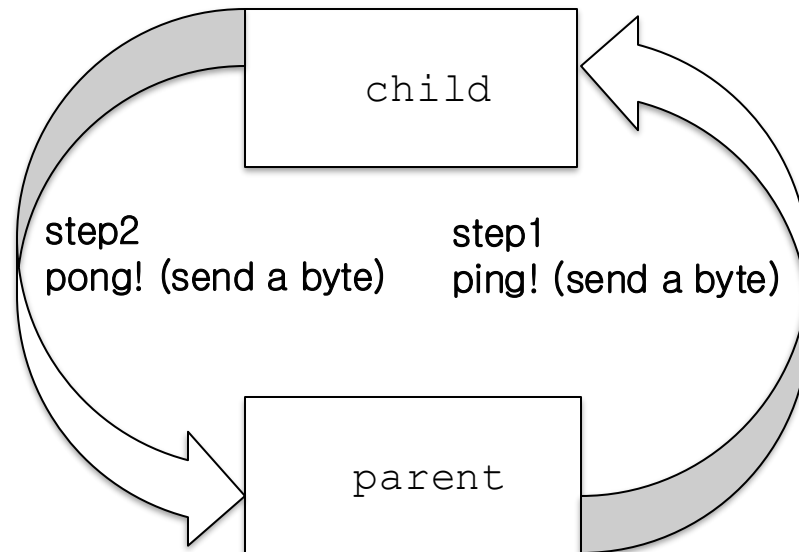 child
step2
pong! (send a byte)
step1
ping! (send a byte)
parent